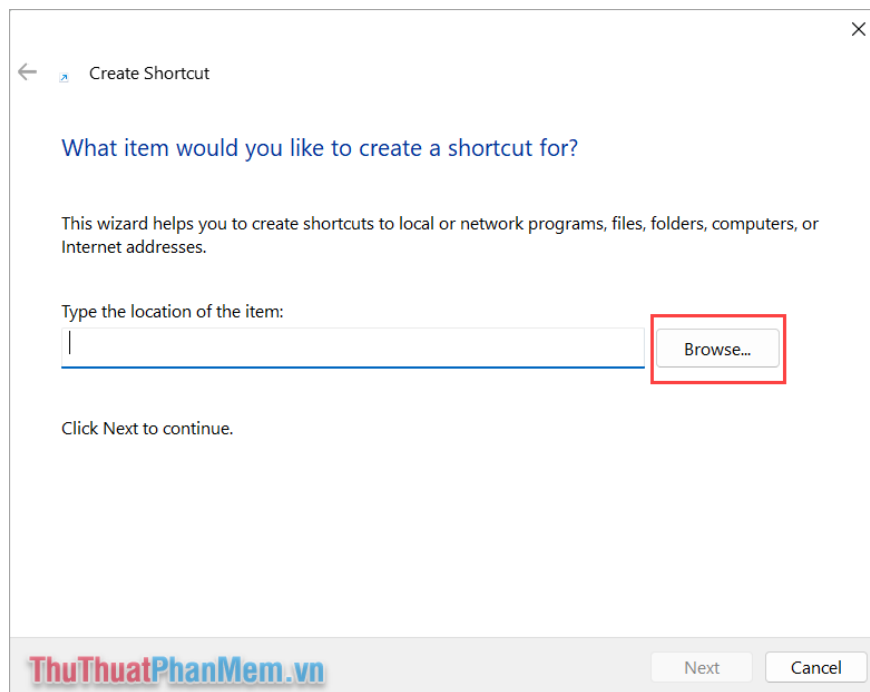 Create Shortcut
What item would you like to create a shortcut for?
This wizard helps you to create shortcuts to local or network programs, files, folders, computers, or
Internet addresses.
Type the location of the item:
Browse...
Click Next to continue.
ThuThuatPhanMem.vn
Next
Cancel